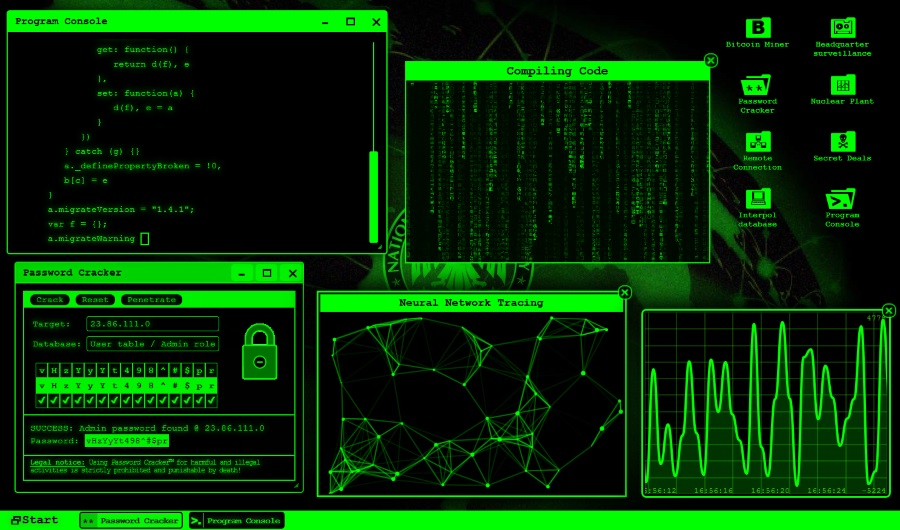 Program Console
get: function() {
return d(f), e
},
set: function(a) {
d(f), e = a
}
})
} catch (g) {}
a._definePropertyBroken = !0,
b[c] = e
}
a.migrateVersion = "1.4.1";
var f = {};
a.migrateWarning
Compiling Code
Bitcoin Miner
Headquarter
surveillance
Password
Cracker
Nuclear Plant
Remote
Connection
Secret Deals
Interpol
database
Program
Console
Password Cracker
Crack Reset Penetrate
Target: 23.86.111.0
Database: User table / Admin role
v H z Y y Y t 4 9 8 ^ # $ p r
v H z Y y Y t 4 9 8 ^ # $ p r
SUCCESS: Admin password found @ 23.86.111.0
Password: vHzYyYt498^#$pr
Legal notice: Using Password Cracker™ for harmful and illegal
activities is strictly prohibited and punishable by death!
Neural Network Tracing
477
16:56:12 16:56:16 16:56:20 16:56:24 -5224
Start
** Password Cracker
>_ Program Console